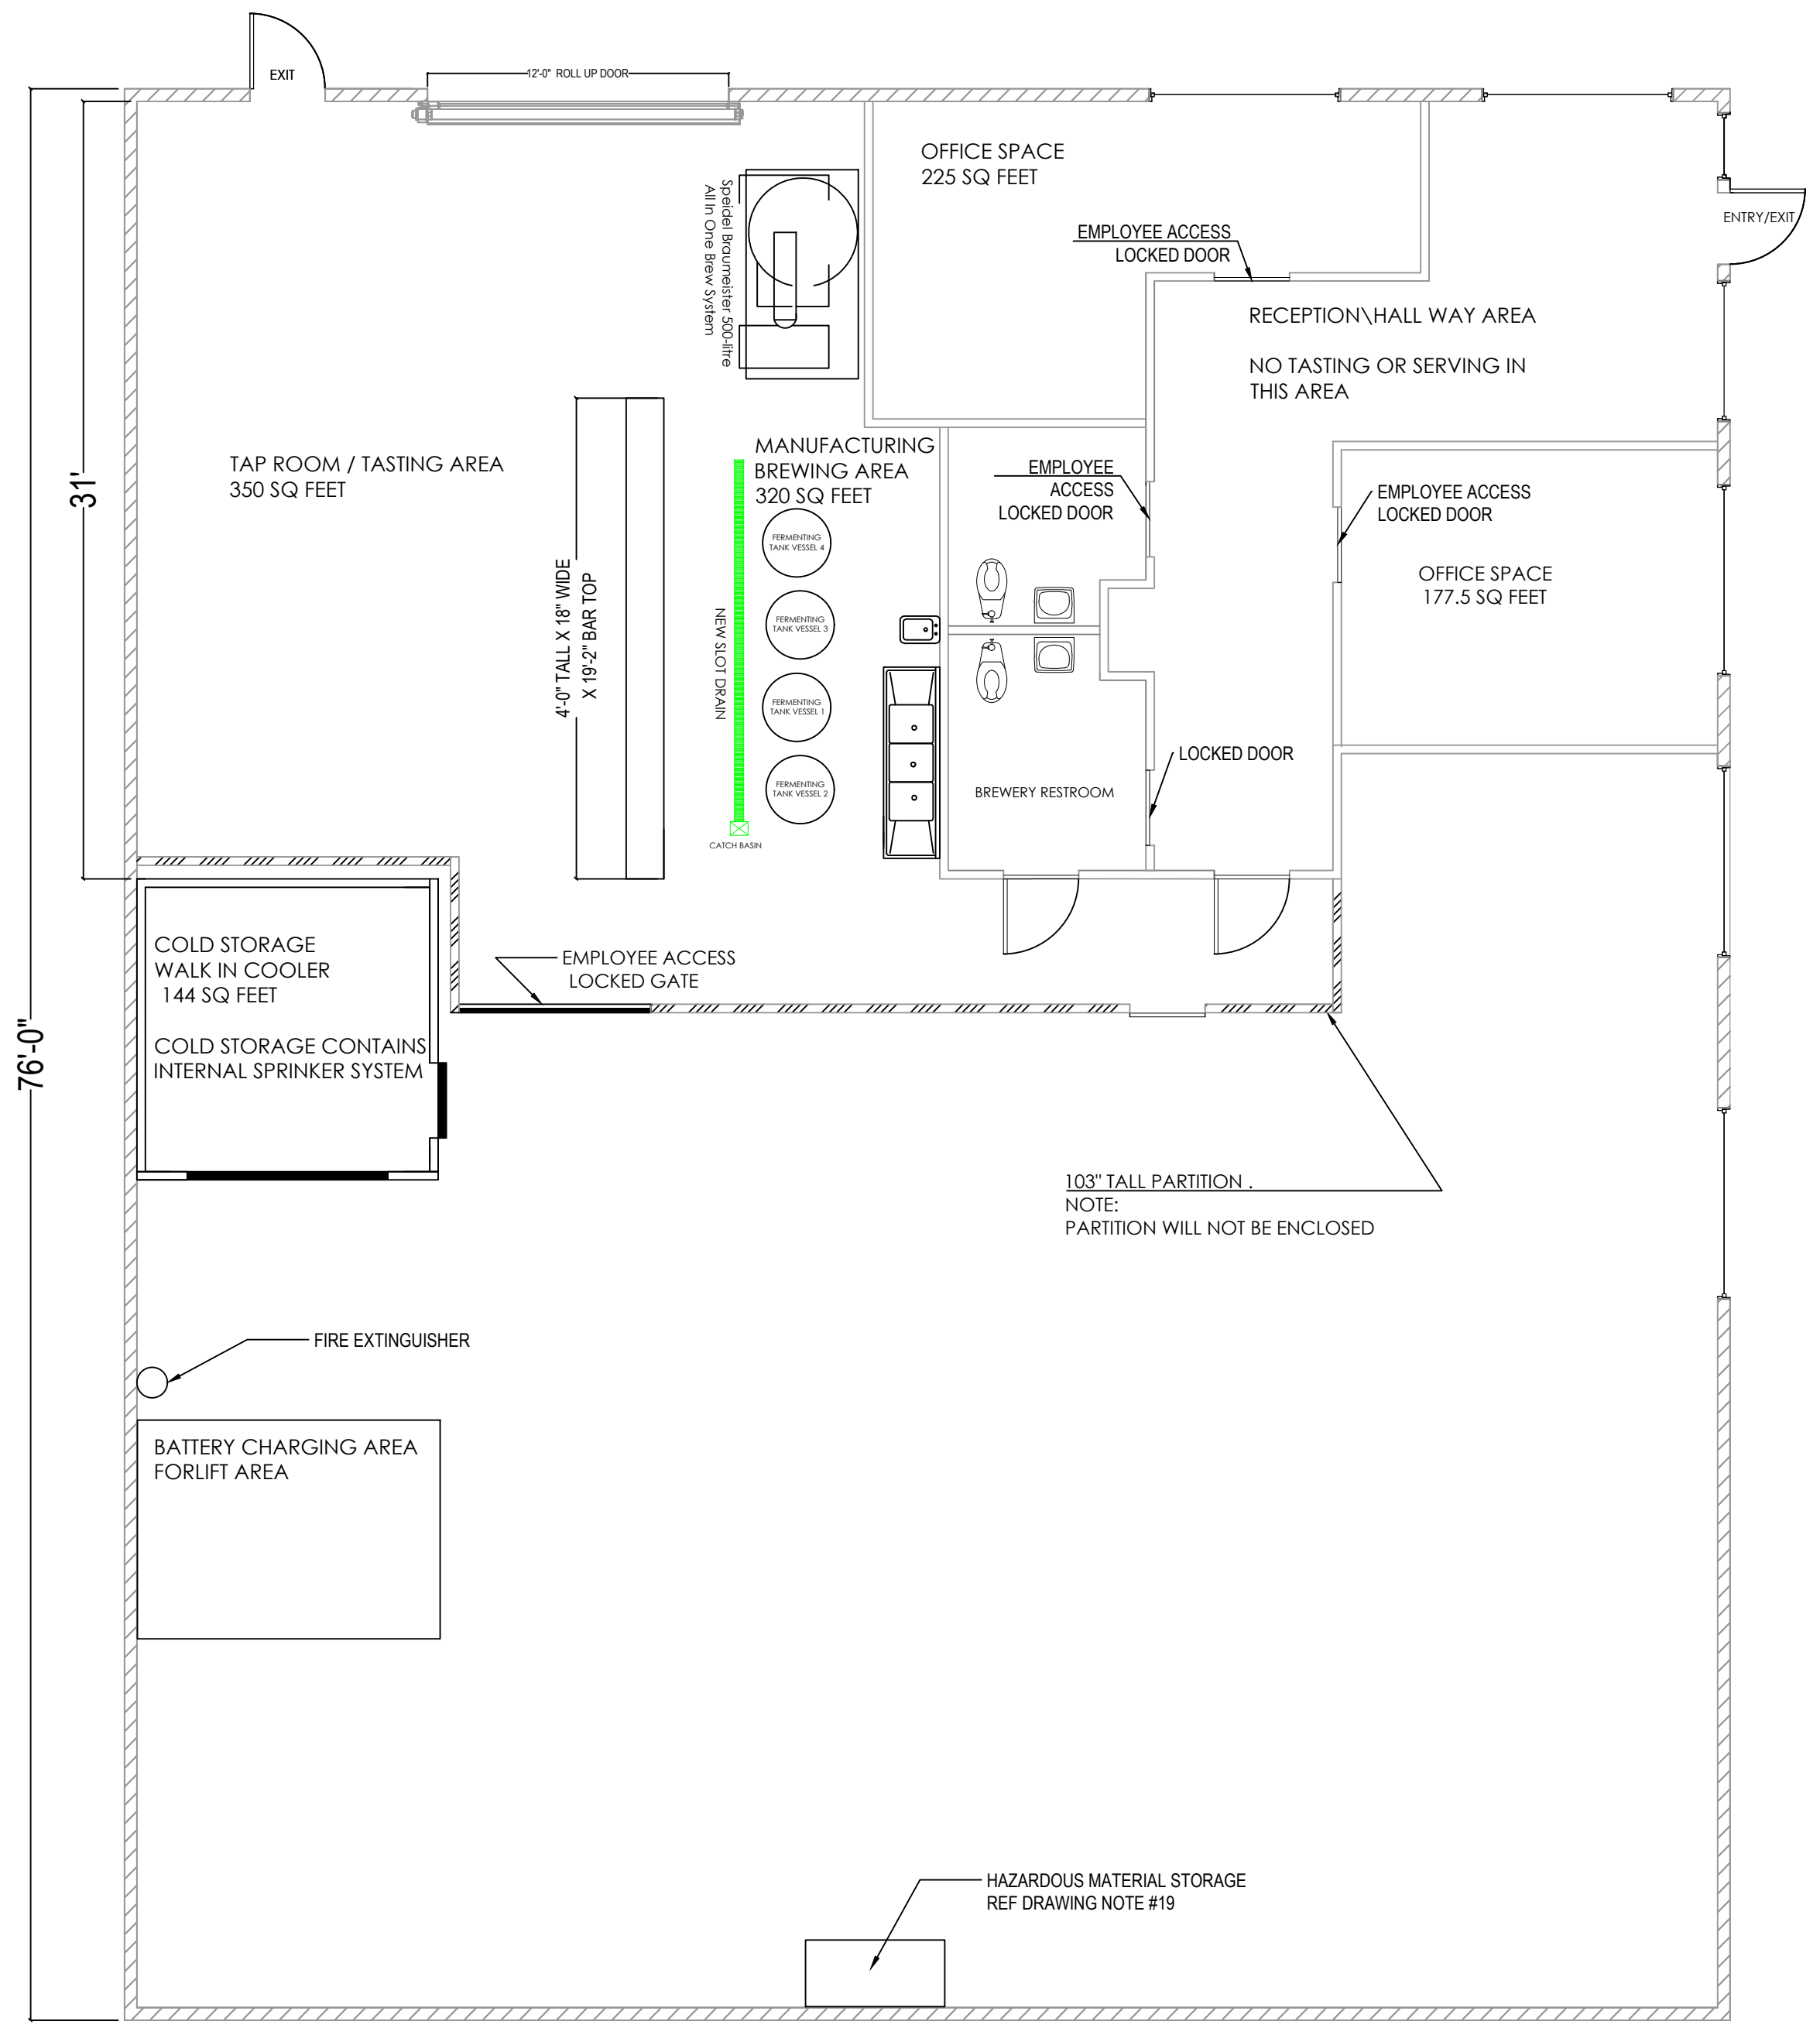 EXIT
12'-0" ROLL UP DOOR
OFFICE SPACE
225 SQ FEET
Speidel Braumeister 500-litre
All In One Brew System
ENTRY/EXIT
EMPLOYEE ACCESS
LOCKED DOOR
RECEPTION\HALL WAY AREA
NO TASTING OR SERVING IN
THIS AREA
31'
TAP ROOM / TASTING AREA
350 SQ FEET
MANUFACTURING
BREWING AREA
320 SQ FEET
EMPLOYEE
ACCESS
LOCKED DOOR
EMPLOYEE ACCESS
LOCKED DOOR
FERMENTING
TANK VESSEL 4
OFFICE SPACE
177.5 SQ FEET
4'-0" TALL X 18" WIDE
X 19'-2" BAR TOP
NEW SLOT DRAIN
FERMENTING
TANK VESSEL 3
FERMENTING
TANK VESSEL 1
FERMENTING
TANK VESSEL 2
LOCKED DOOR
BREWERY RESTROOM
CATCH BASIN
COLD STORAGE
WALK IN COOLER
144 SQ FEET
COLD STORAGE CONTAINS
INTERNAL SPRINKER SYSTEM
EMPLOYEE ACCESS
LOCKED GATE
76'-0"
103" TALL PARTITION .
NOTE:
PARTITION WILL NOT BE ENCLOSED
FIRE EXTINGUISHER
BATTERY CHARGING AREA
FORLIFT AREA
HAZARDOUS MATERIAL STORAGE
REF DRAWING NOTE #19